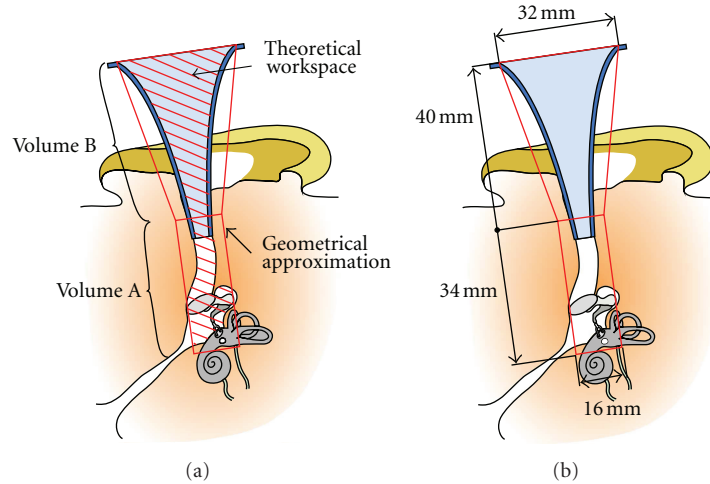 Theoretical
workspace
Volume B
Geometrical
approximation
Volume A
(a)
32 mm
40 mm
34 mm
16 mm
(b)